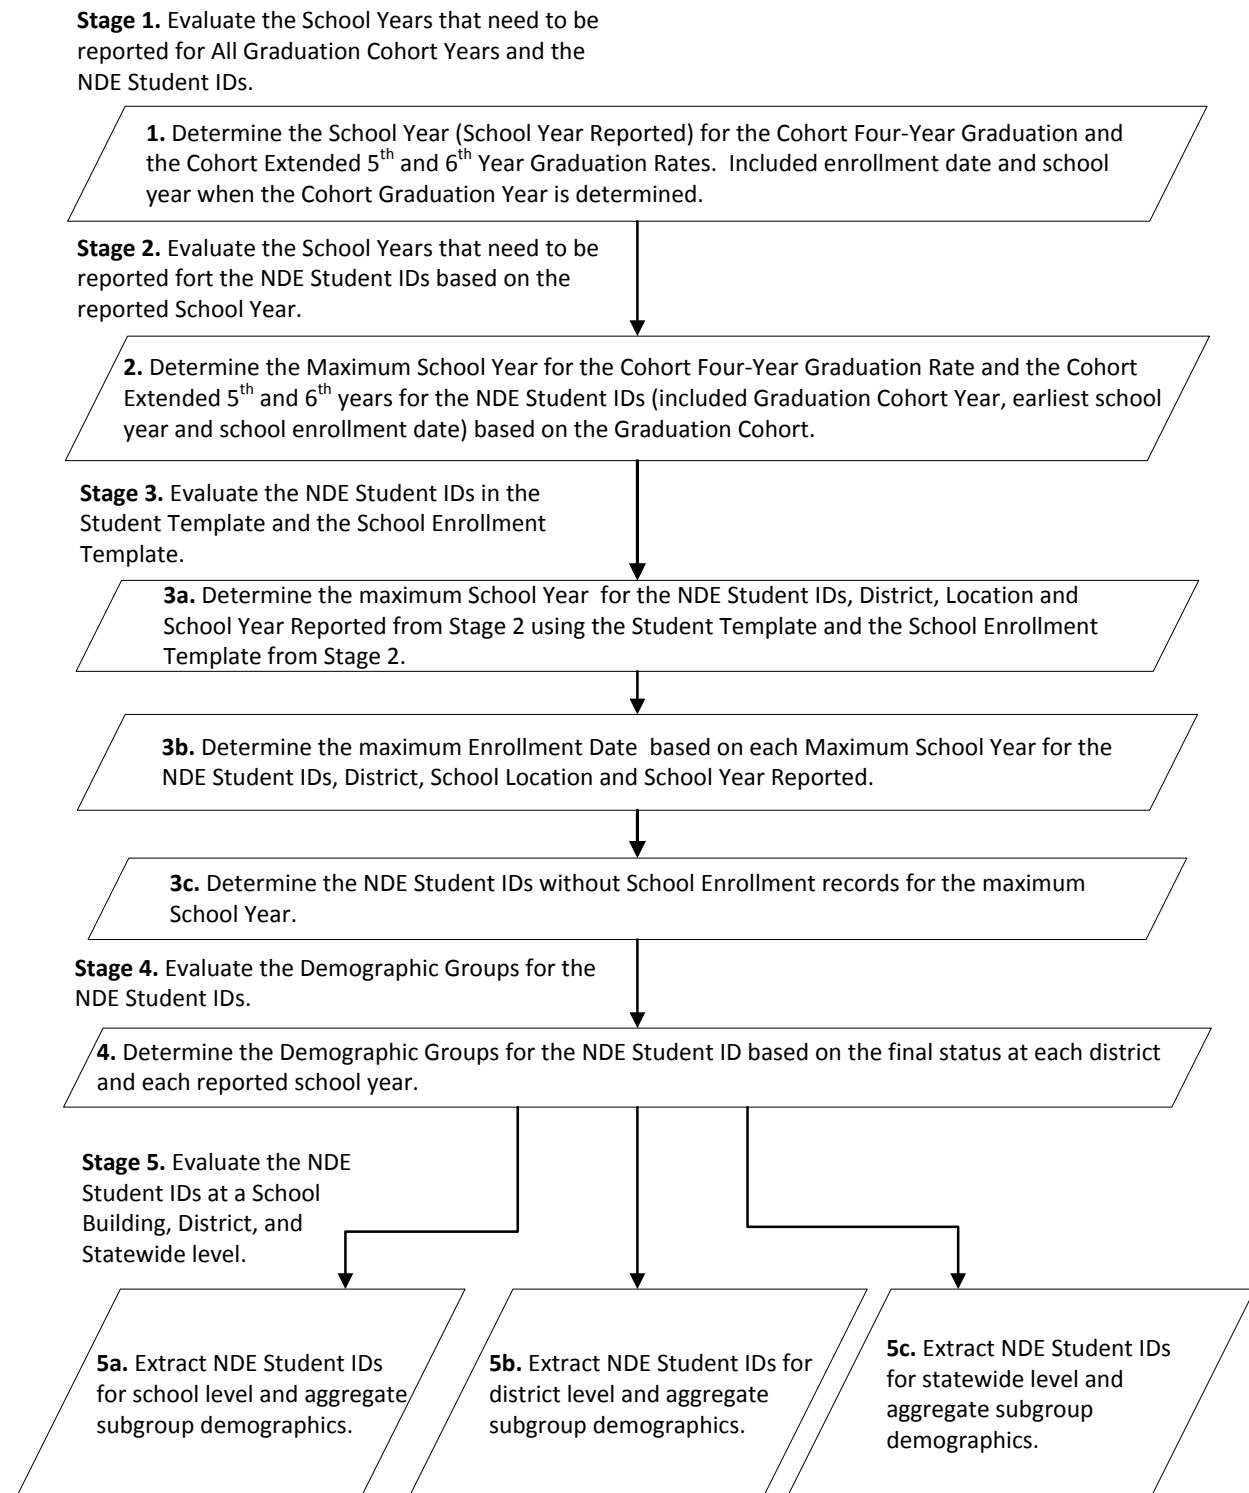 Stage 1. Evaluate the School Years that need to be
reported for All Graduation Cohort Years and the
NDE Student IDs.
1. Determine the School Year (School Year Reported) for the Cohort Four-Year Graduation and
the Cohort Extended 5th and 6th Year Graduation Rates.  Included enrollment date and school
year when the Cohort Graduation Year is determined.
Stage 2. Evaluate the School Years that need to be
reported fort the NDE Student IDs based on the
reported School Year.
2. Determine the Maximum School Year for the Cohort Four-Year Graduation Rate and the Cohort
Extended 5th and 6th years for the NDE Student IDs (included Graduation Cohort Year, earliest school
year and school enrollment date) based on the Graduation Cohort.
Stage 3. Evaluate the NDE Student IDs in the
Student Template and the School Enrollment
Template.
3a. Determine the maximum School Year  for the NDE Student IDs, District, Location and
School Year Reported from Stage 2 using the Student Template and the School Enrollment
Template from Stage 2.
3b. Determine the maximum Enrollment Date  based on each Maximum School Year for the
NDE Student IDs, District, School Location and School Year Reported.
3c. Determine the NDE Student IDs without School Enrollment records for the maximum
School Year.
Stage 4. Evaluate the Demographic Groups for the
NDE Student IDs.
4. Determine the Demographic Groups for the NDE Student ID based on the final status at each district
and each reported school year.
Stage 5. Evaluate the NDE
Student IDs at a School
Building, District, and
Statewide level.
5a. Extract NDE Student IDs
for school level and aggregate
subgroup demographics.
5b. Extract NDE Student IDs for
district level and aggregate
subgroup demographics.
5c. Extract NDE Student IDs
for statewide level and
aggregate subgroup
demographics.